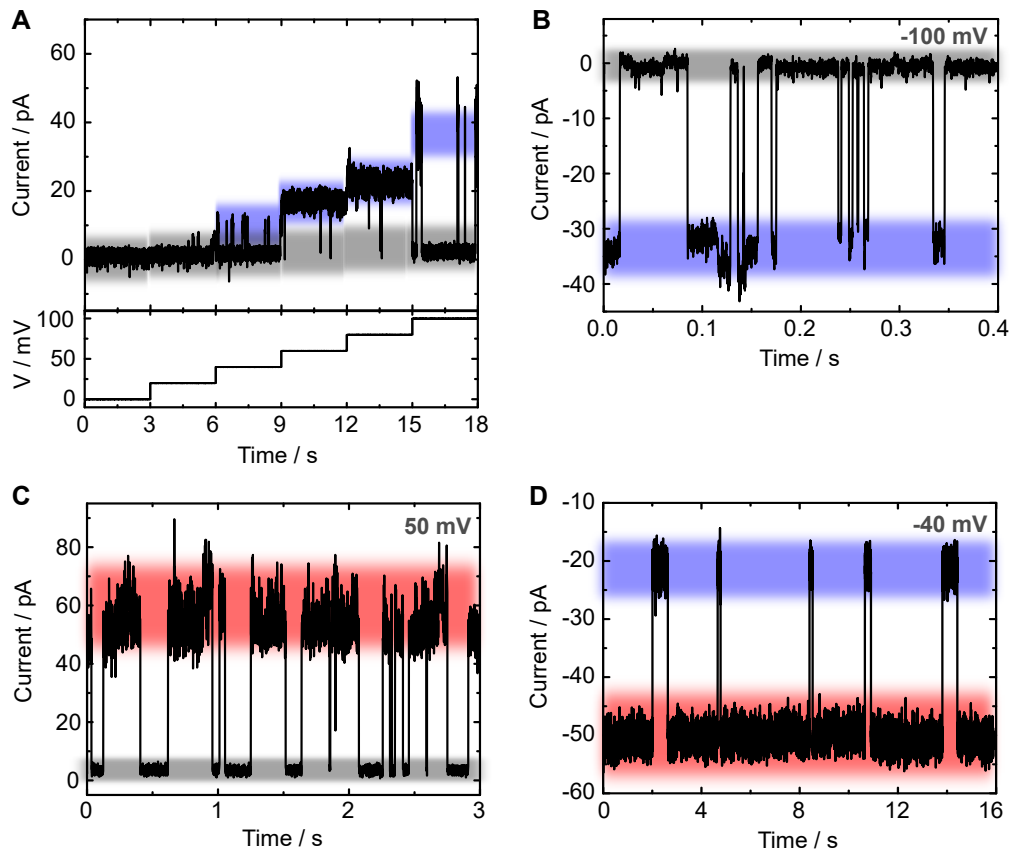 A
Current / pA
60
40
20
0
V / mV
100
50
0
0 3 6 9 12 15 18
Time / s
B
-100 mV
Current / pA
0
-10
-20
-30
-40
0.0 0.1 0.2 0.3 0.4
Time / s
C
50 mV
Current / pA
80
60
40
20
0
0 1 2 3
Time / s
D
-40 mV
Current / pA
-10
-20
-30
-40
-50
-60
0 4 8 12 16
Time / s